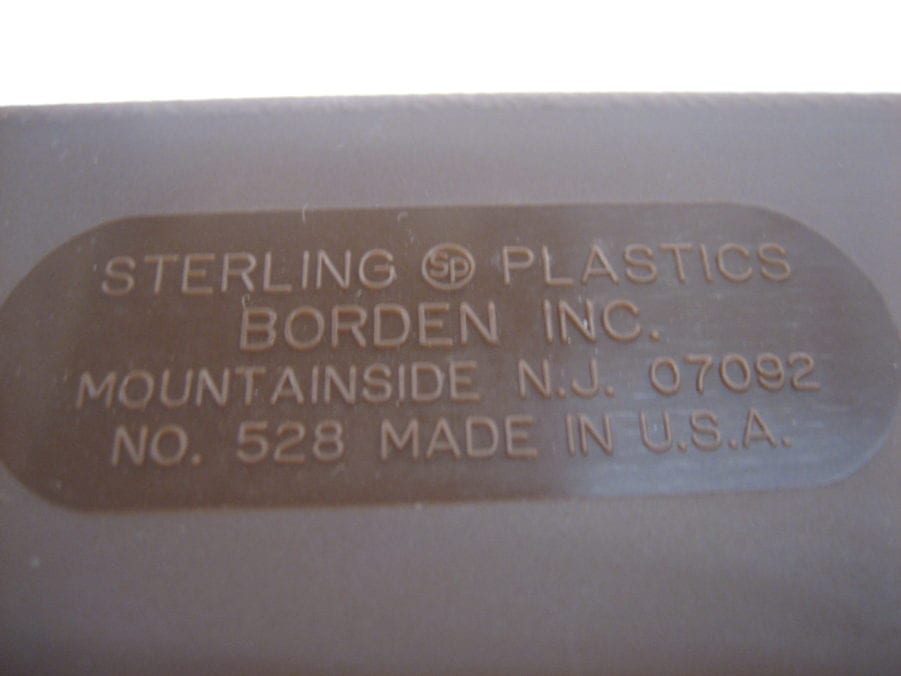 STERLING SP PLASTICS
BORDEN INC.
MOUNTAINSIDE N.J. 07092
NO. 528 MADE IN U.S.A.